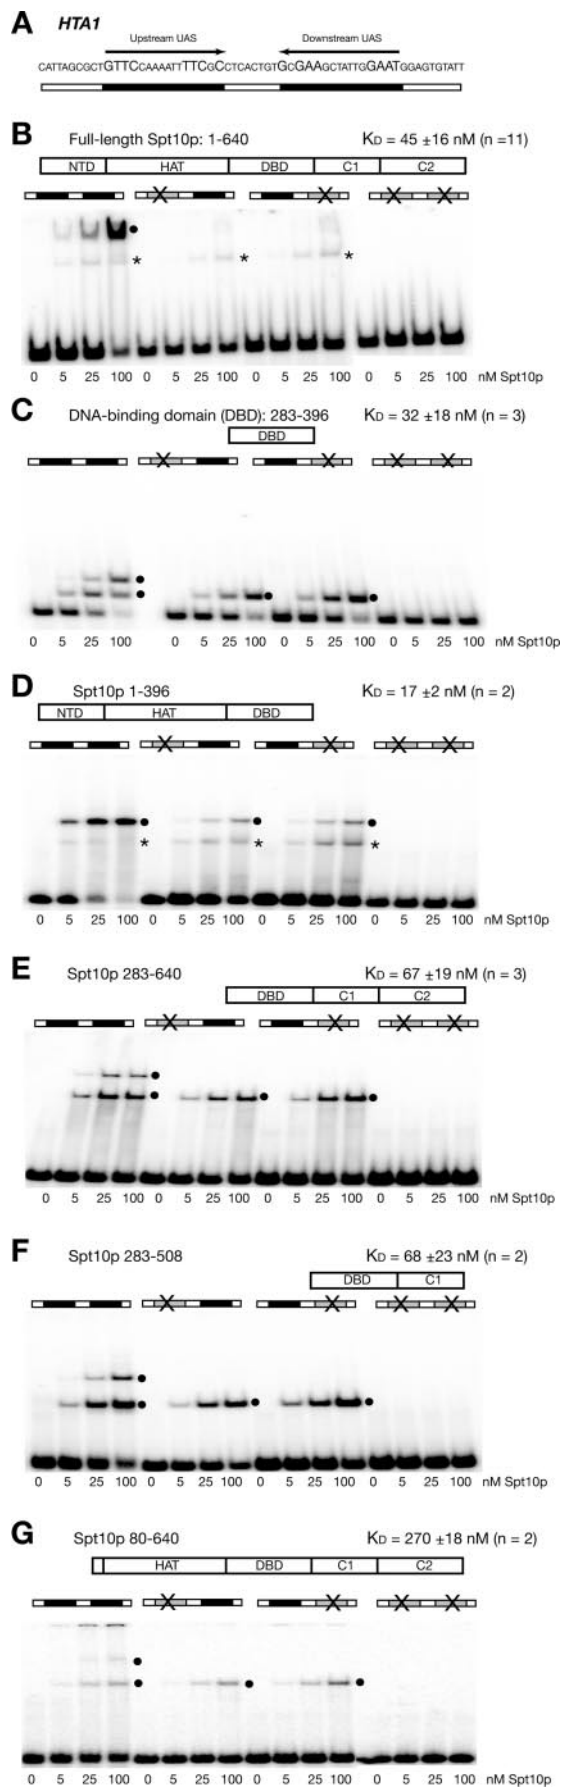 A HTA1
Upstream UAS Downstream UAS
CATTAGCGCTGTTCCAAAATTTTCGCCTCACTGTGCGAAGCTATTGGAATGGAGTGTATT
B Full-length Spt10p: 1-640 KD = 45 ±16 nM (n =11)
NTD HAT DBD C1 C2
X X X X
●
* * *
0 5 25 100 0 5 25 100 0 5 25 100 0 5 25 100 nM Spt10p
C DNA-binding domain (DBD): 283-396 KD = 32 ±18 nM (n = 3)
DBD
X X X X
●
● ● ●
0 5 25 100 0 5 25 100 0 5 25 100 0 5 25 100 nM Spt10p
D Spt10p 1-396 KD = 17 ±2 nM (n = 2)
NTD HAT DBD
X X X X
● ● ●
* * *
0 5 25 100 0 5 25 100 0 5 25 100 0 5 25 100 nM Spt10p
E Spt10p 283-640 KD = 67 ±19 nM (n = 3)
DBD C1 C2
X X X X
●
● ● ●
0 5 25 100 0 5 25 100 0 5 25 100 0 5 25 100 nM Spt10p
F Spt10p 283-508 KD = 68 ±23 nM (n = 2)
DBD C1
X X X X
●
● ● ●
0 5 25 100 0 5 25 100 0 5 25 100 0 5 25 100 nM Spt10p
G Spt10p 80-640 KD = 270 ±18 nM (n = 2)
HAT DBD C1 C2
X X X X
●
● ● ●
0 5 25 100 0 5 25 100 0 5 25 100 0 5 25 100 nM Spt10p